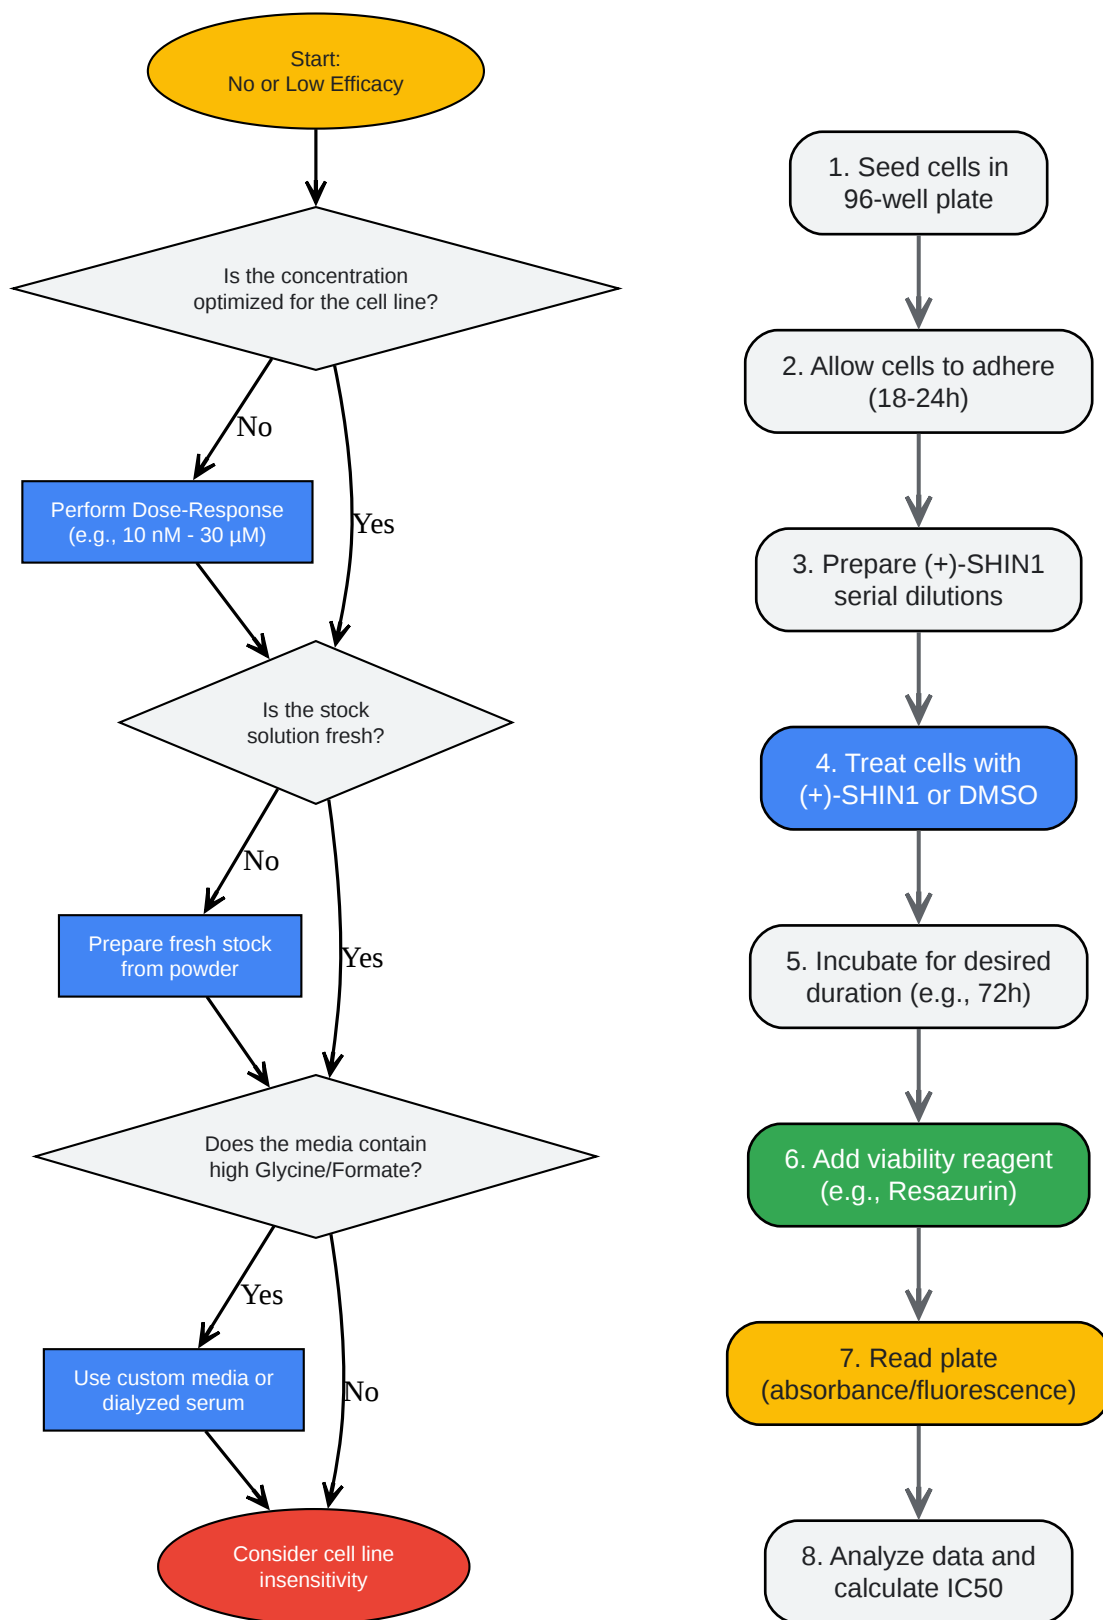 Start:
No or Low Efficacy
Is the concentration
optimized for the cell line?
No
Yes
Perform Dose-Response
(e.g., 10 nM - 30 µM)
Is the stock
solution fresh?
No
Yes
Prepare fresh stock
from powder
Does the media contain
high Glycine/Formate?
Yes
No
Use custom media or
dialyzed serum
Consider cell line
insensitivity
1. Seed cells in
96-well plate
2. Allow cells to adhere
(18-24h)
3. Prepare (+)-SHIN1
serial dilutions
4. Treat cells with
(+)-SHIN1 or DMSO
5. Incubate for desired
duration (e.g., 72h)
6. Add viability reagent
(e.g., Resazurin)
7. Read plate
(absorbance/fluorescence)
8. Analyze data and
calculate IC50